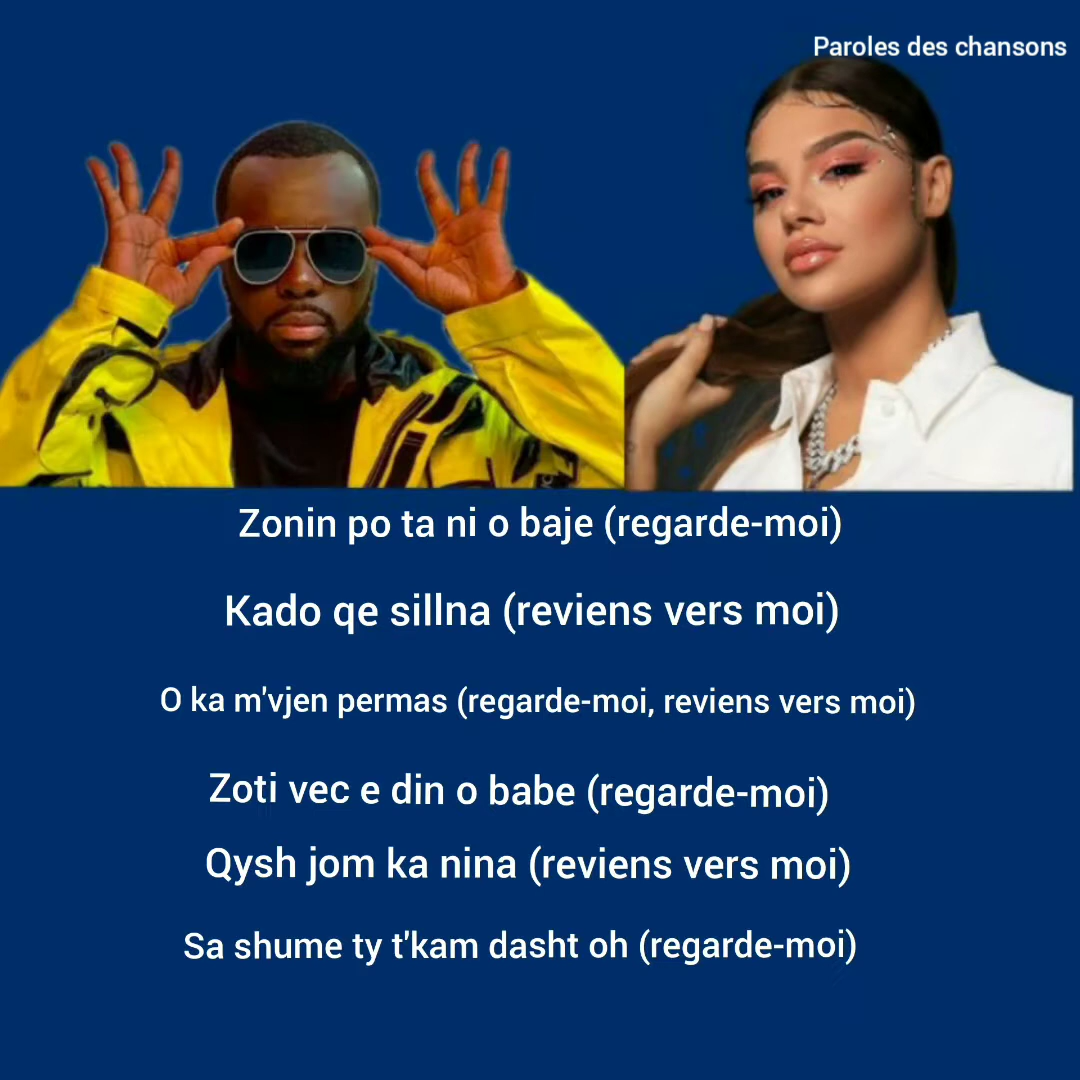 Paroles des chansons
Zonin po ta ni o baje (regarde-moi)
Kado qe sillna (reviens vers moi)
O ka m'vjen permas (regarde-moi, reviens vers moi)
Zoti vec e din o babe (regarde-moi)
Qysh jom ka nina (reviens vers moi)
Sa shume ty t'kam dasht oh (regarde-moi)